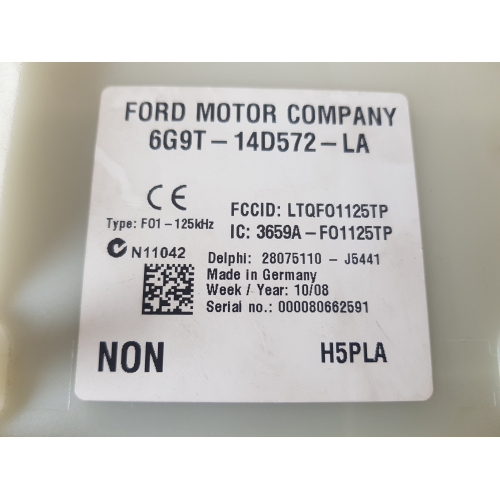 FORD MOTOR COMPANY
6G9T-14D572-LA
CE
Type: F01-125kHz
N11042
FCCID: LTQFO1125TP
IC: 3659A-FO1125TP
Delphi: 28075110 - J5441
Made in Germany
Week / Year: 10/08
Serial no.: 000080662591
NON
H5PLA